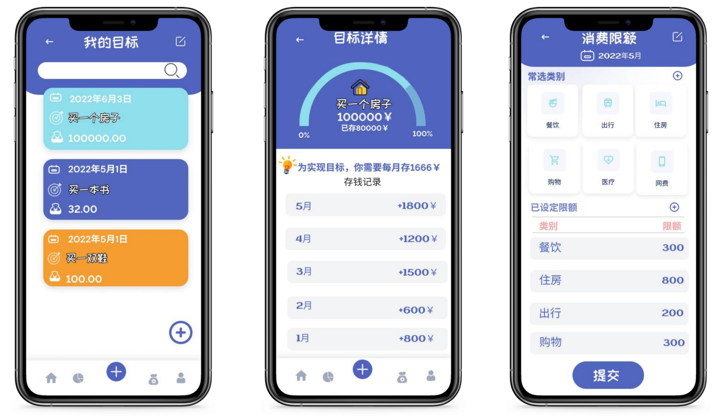 我的目标
2022年6月3日
买一个房子
100000.00
2022年5月1日
买一本书
32.00
2022年5月1日
买一双鞋
100.00
目标详情
买一个房子
100000￥
已存80000￥
0%
100%
为实现目标，你需要每月存1666￥
存钱记录
5月 +1800￥
4月 +1200￥
3月 +1500￥
2月 +600￥
1月 +800￥
消费限额
2022年5月
常选类别
餐饮 出行 住房
购物 医疗 网费
已设定限额
类别 限额
餐饮 300
住房 800
出行 200
购物 300
提交